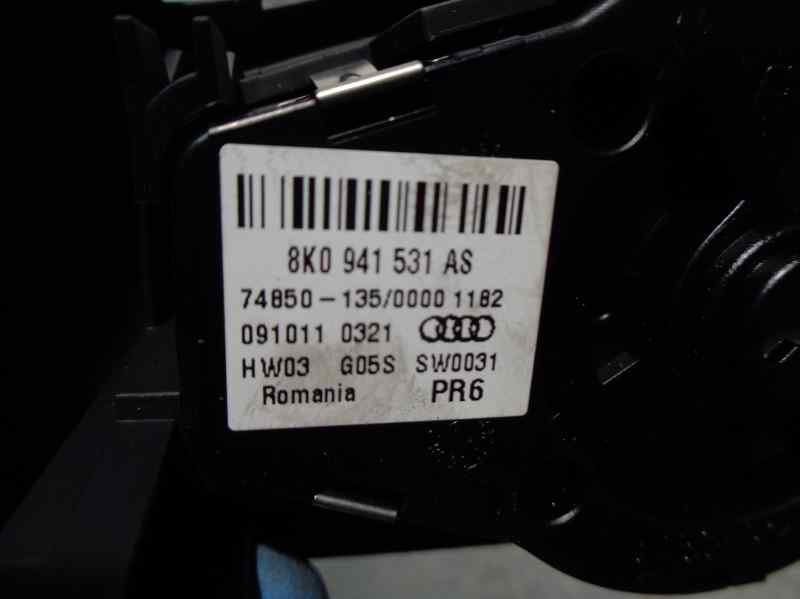 8K0 941 531 AS
74850-135/0000 1182
091011 0321
HW03 G05S SW0031
Romania PR6